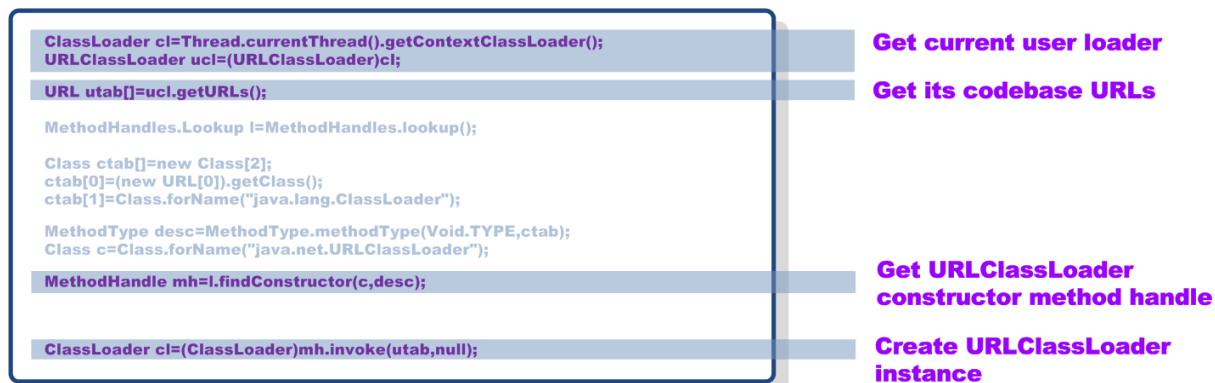 ClassLoader cl=Thread.currentThread().getContextClassLoader();
URLClassLoader ucl=(URLClassLoader)cl;
Get current user loader
URL utab[]=ucl.getURLs();
Get its codebase URLs
MethodHandles.Lookup l=MethodHandles.lookup();
Class ctab[]=new Class[2];
ctab[0]=(new URL[0]).getClass();
ctab[1]=Class.forName("java.lang.ClassLoader");
MethodType desc=MethodType.methodType(Void.TYPE,ctab);
Class c=Class.forName("java.net.URLClassLoader");
MethodHandle mh=l.findConstructor(c,desc);
Get URLClassLoader
constructor method handle
ClassLoader cl=(ClassLoader)mh.invoke(utab,null);
Create URLClassLoader
instance